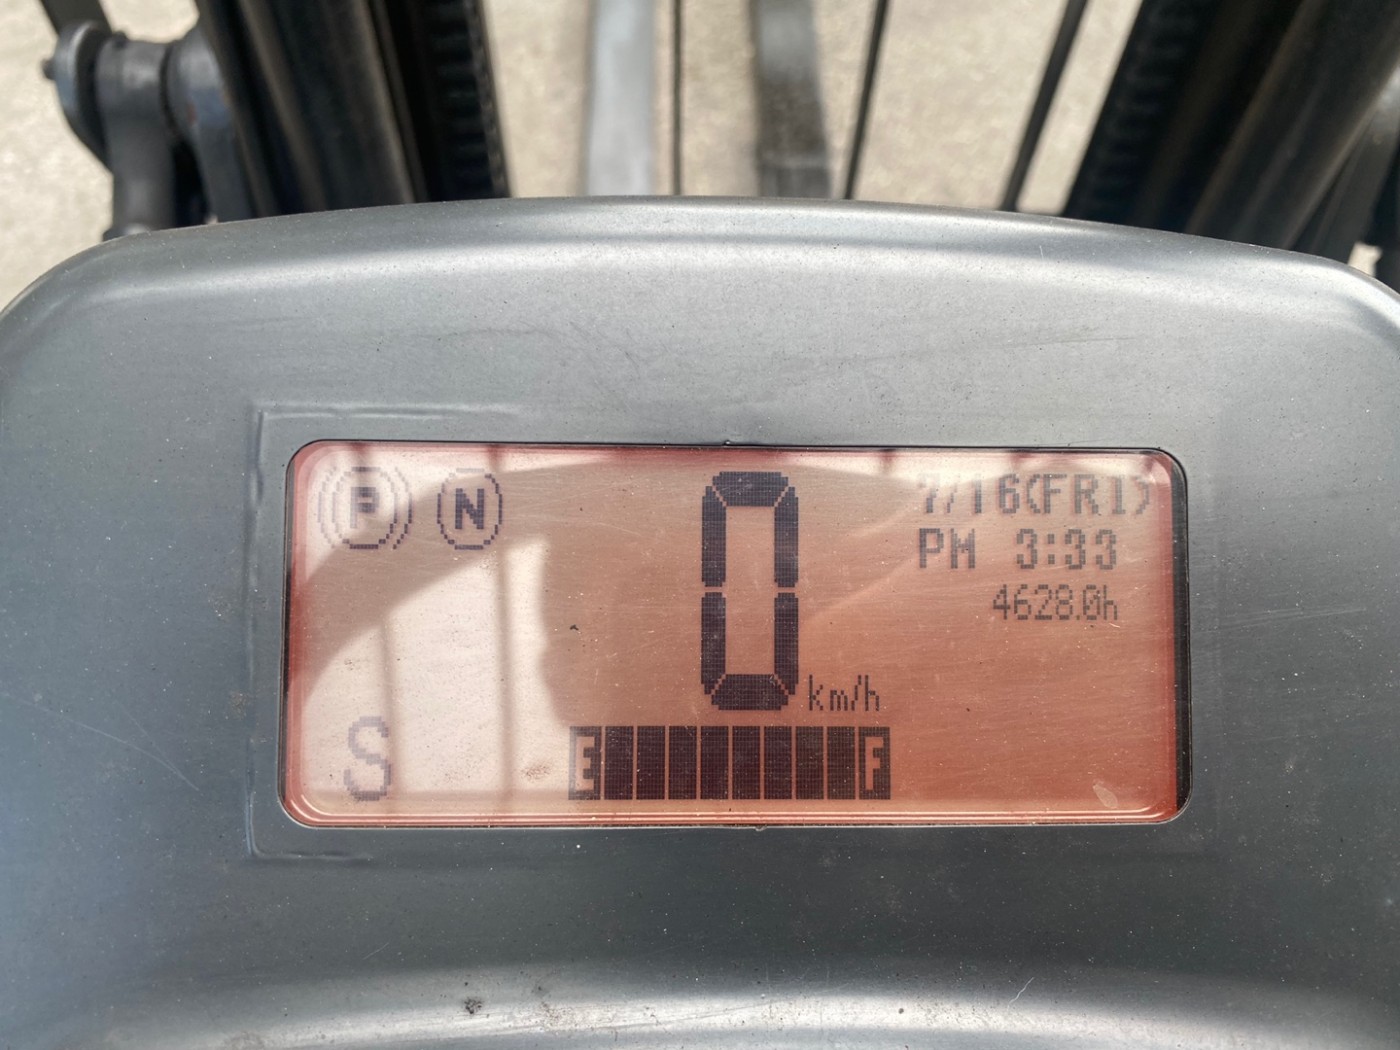 P N
0 km/h
7/16(FRI)
PM 3:33
4628.0h
S
E F